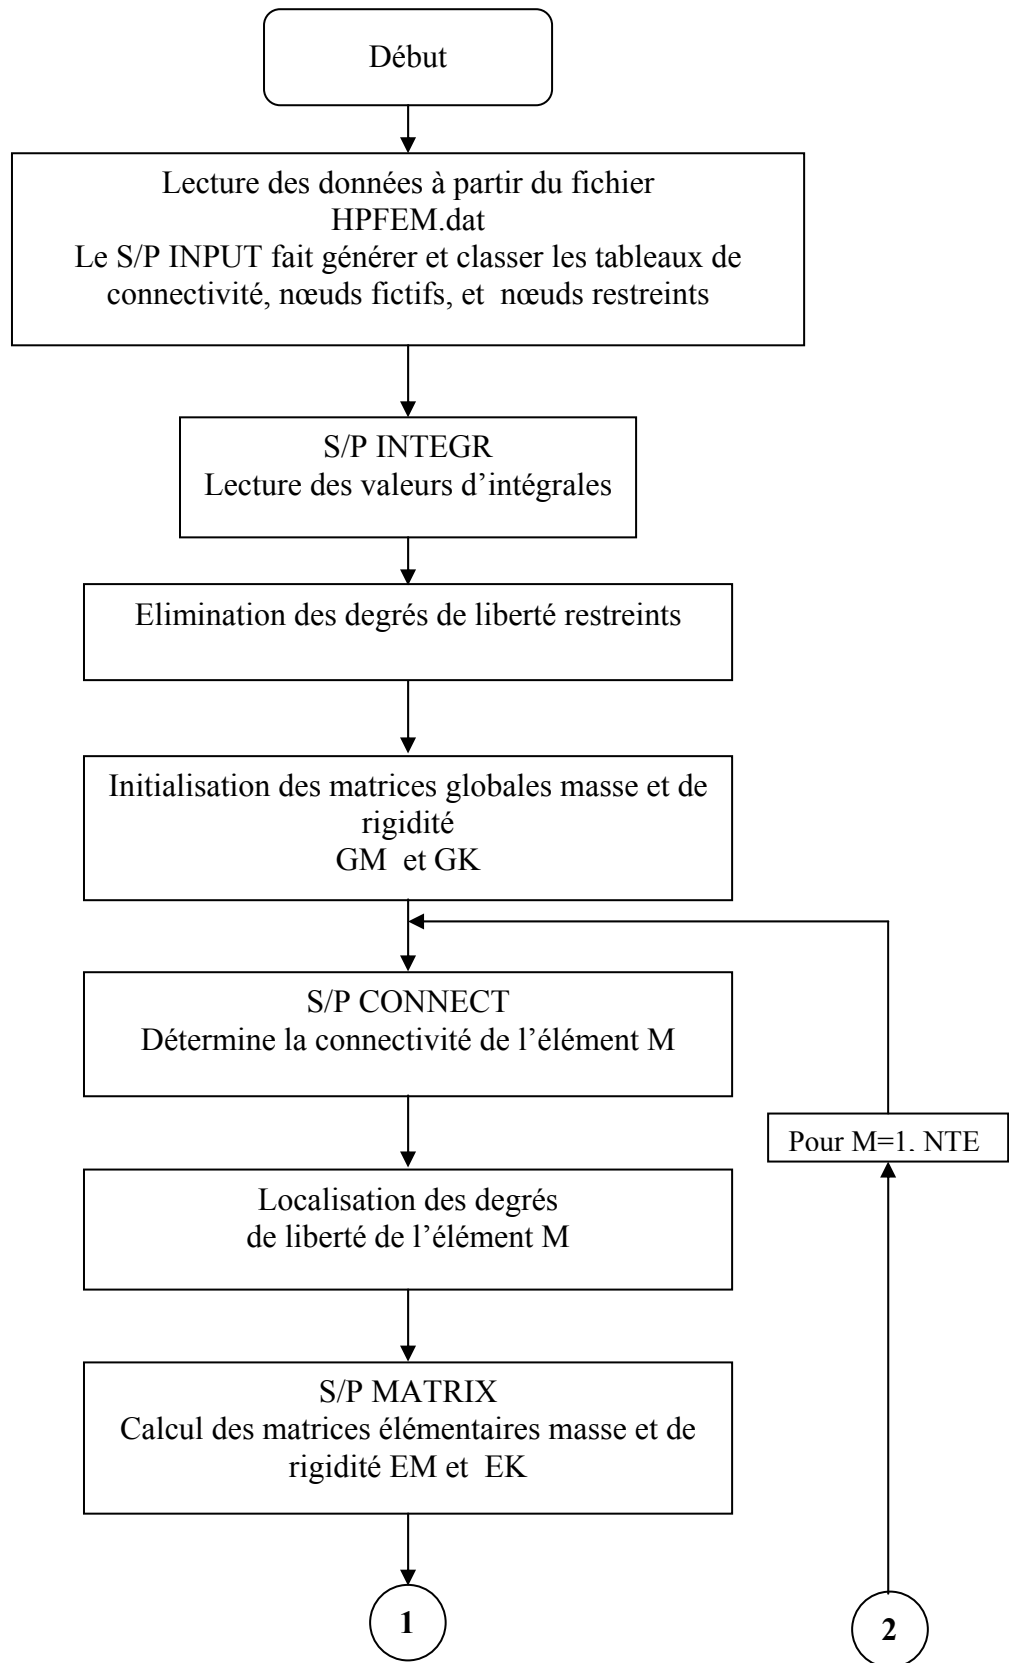 Début
Lecture des données à partir du fichier
HPFEM.dat
Le S/P INPUT fait générer et classer les tableaux de
connectivité, nœuds fictifs, et nœuds restreints
S/P INTEGR
Lecture des valeurs d’intégrales
Elimination des degrés de liberté restreints
Initialisation des matrices globales masse et de
rigidité
GM et GK
S/P CONNECT
Détermine la connectivité de l’élément M
Pour M=1, NTE
Localisation des degrés
de liberté de l’élément M
S/P MATRIX
Calcul des matrices élémentaires masse et de
rigidité EM et EK
1
2